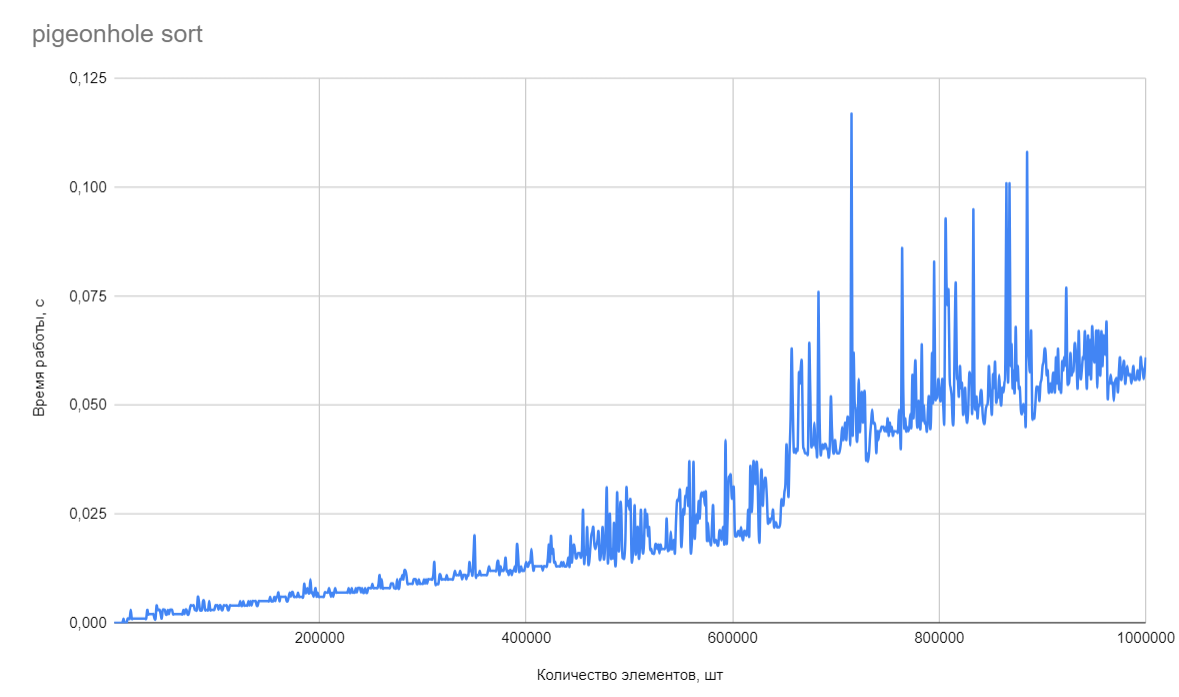 pigeonhole sort
0,125
0,100
0,075
0,050
0,025
0,000
Время работы, с
200000 400000 600000 800000 1000000
Количество элементов, шт